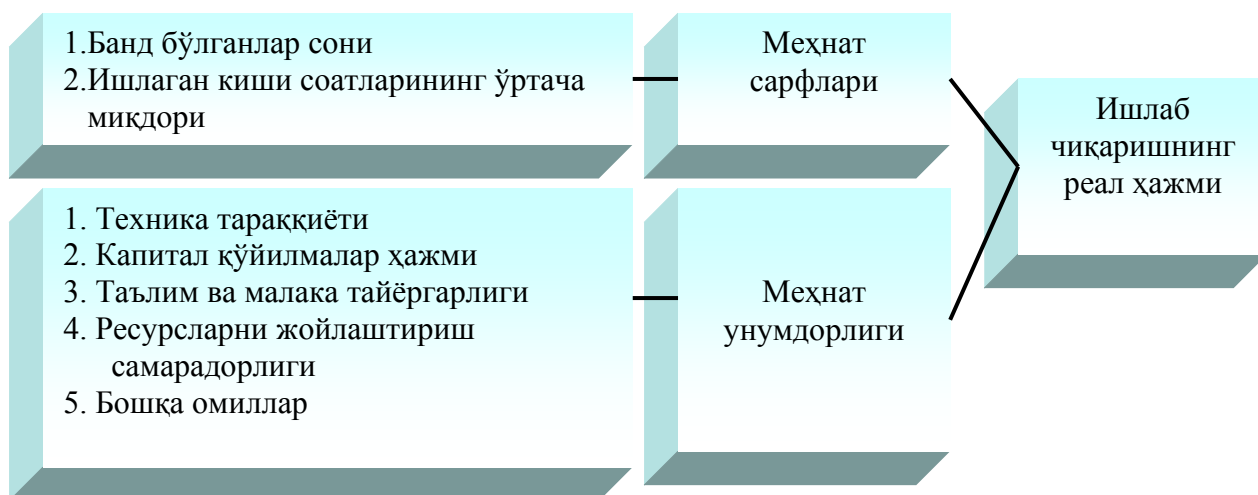 1.Банд бўлганлар сони
2.Ишлаган киши соатларининг ўртача
миқдори
Меҳнат
сарфлари
1. Техника тараққиёти
2. Капитал қўйилмалар ҳажми
3. Таълим ва малака тайёргарлиги
4. Ресурсларни жойлаштириш
самарадорлиги
5. Бошқа омиллар
Меҳнат
унумдорлиги
Ишлаб
чиқаришнинг
реал ҳажми